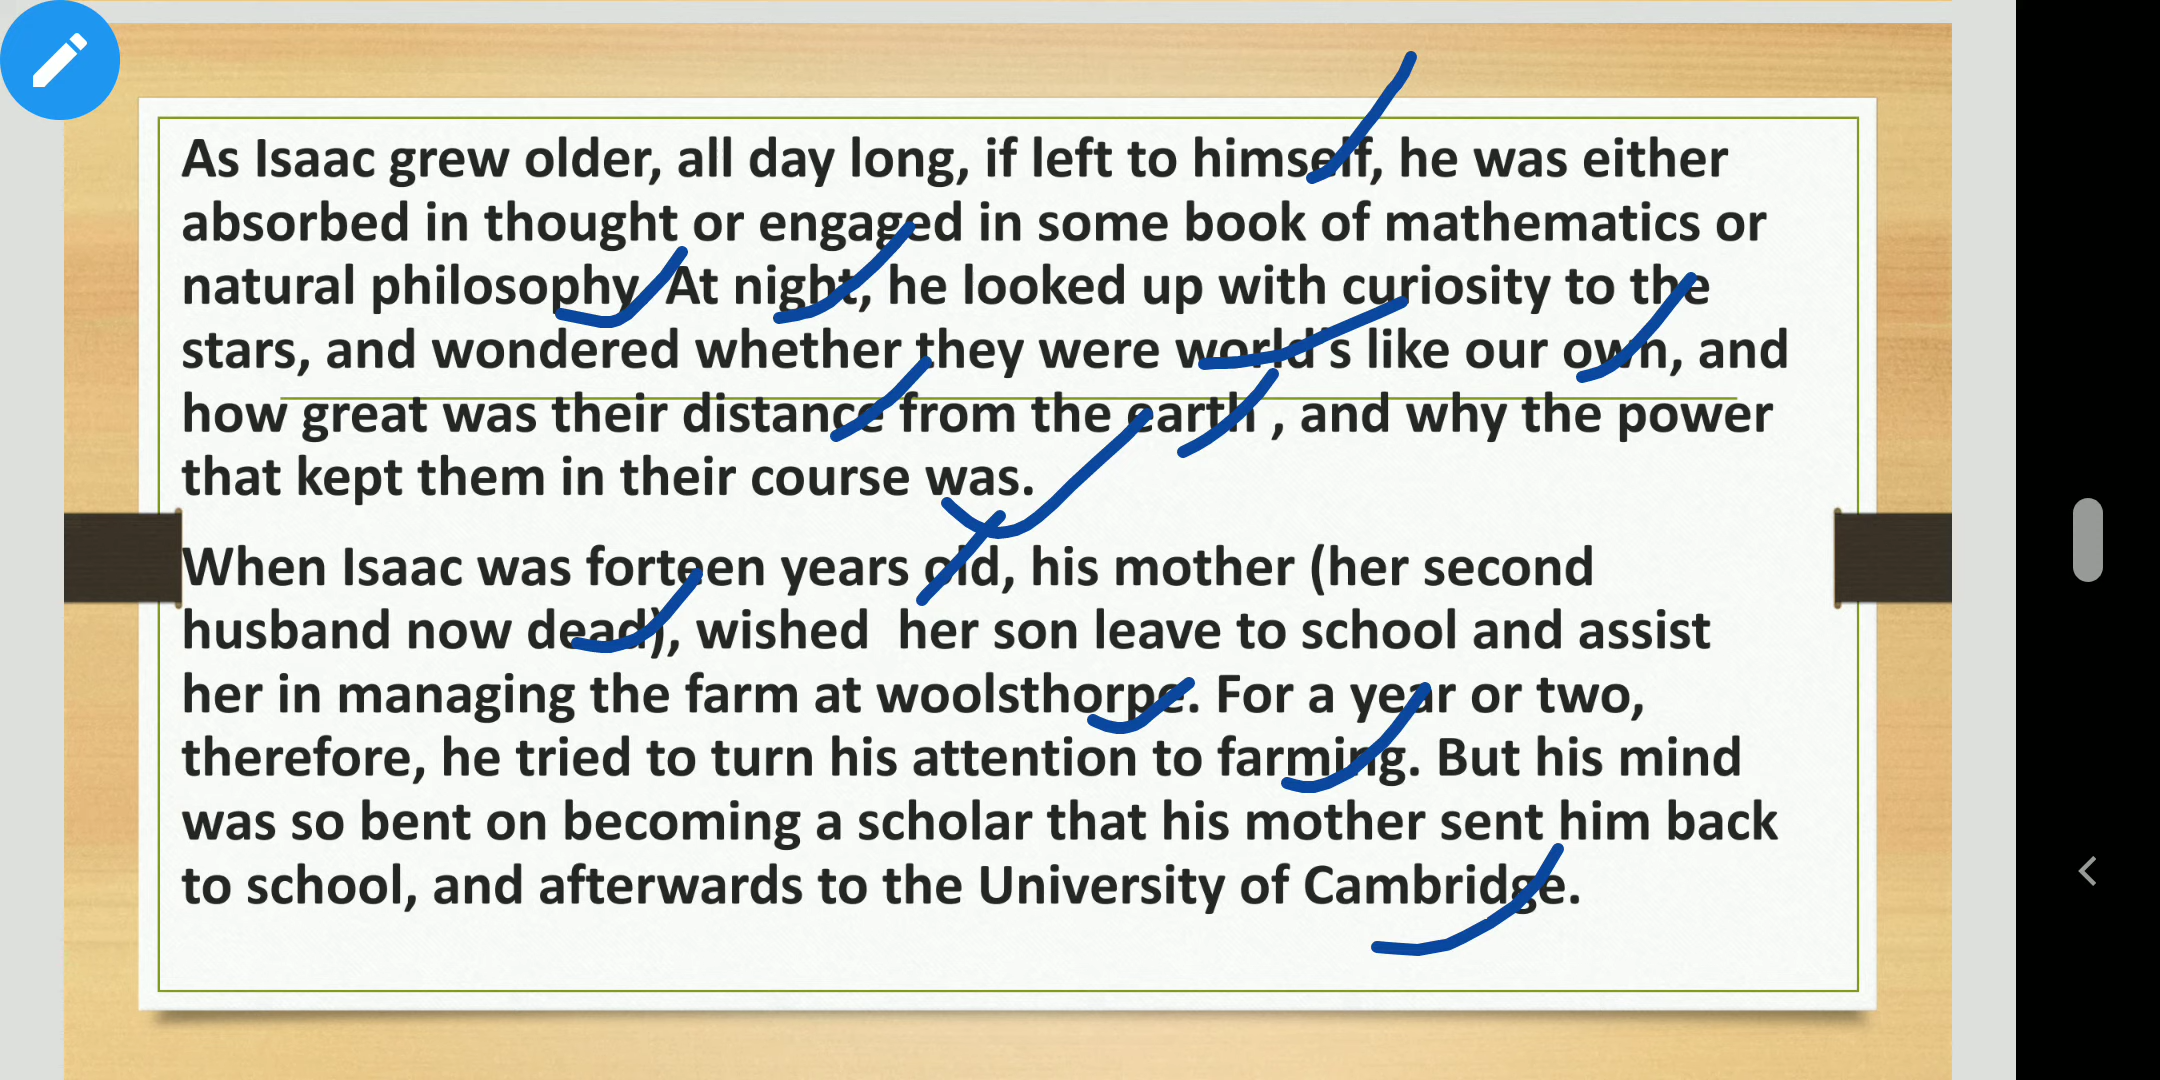 As Isaac grew older, all day long, if left to himself, he was either
absorbed in thought or engaged in some book of mathematics or
natural philosophy. At night, he looked up with curiosity to the
stars, and wondered whether they were world's like our own, and
how great was their distance from the earth , and why the power
that kept them in their course was.
When Isaac was forteen years old, his mother (her second
husband now dead), wished her son leave to school and assist
her in managing the farm at woolsthorpe. For a year or two,
therefore, he tried to turn his attention to farming. But his mind
was so bent on becoming a scholar that his mother sent him back
to school, and afterwards to the University of Cambridge.